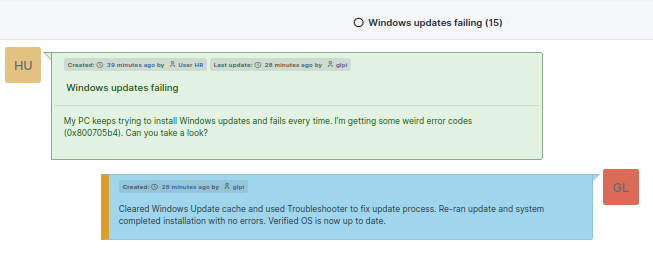 Windows updates failing (15)
HU
Created: 39 minutes ago by User HR Last update: 28 minutes ago by glpi
Windows updates failing
My PC keeps trying to install Windows updates and fails every time. I'm getting some weird error codes
(0x800705b4). Can you take a look?
Created: 28 minutes ago by glpi
GL
Cleared Windows Update cache and used Troubleshooter to fix update process. Re-ran update and system
completed installation with no errors. Verified OS is now up to date.